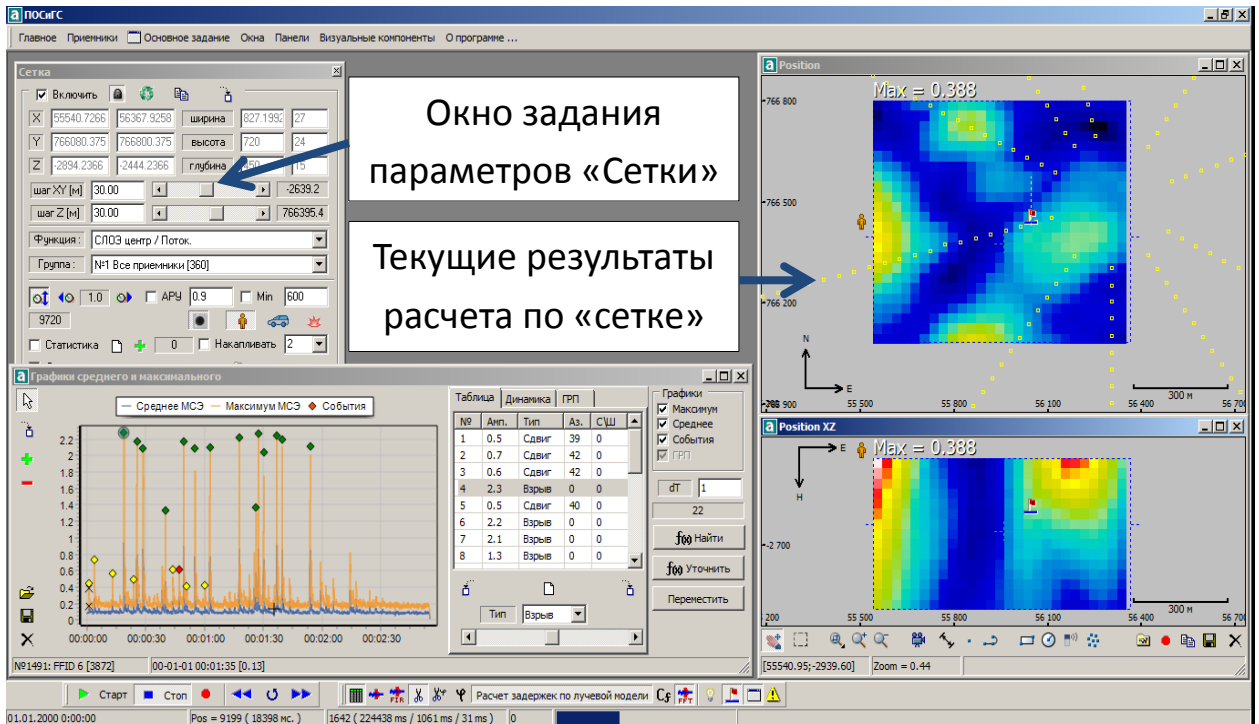 ПОСиГС
Главное Приемники Основное задание Окна Панели Визуальные компоненты О программе ...
Сетка
Включить
X 55540.7266 56367.9258 ширина 827.1992 27
Y 766080.375 766800.375 высота 720 24
Z -2894.2366 -2444.2366 глубина 15
шаг XY [м] 30.00 -2639.2
шаг Z [м] 30.00 766395.4
Функция : СЛОЭ центр / Поток.
Группа : №1 Все приемники [360]
1.0 АРУ 0.9 Min 600
9720
Статистика 0 Накапливать 2
Окно задания
параметров «Сетки»
Текущие результаты
расчета по «сетке»
Position
Max = 0.388
-766 800
-766 500
-766 200
N
E
300 м
55 500 55 800 56 100 56 400 56 700
Графики среднего и максимального
Среднее МСЭ Максимум МСЭ События
2.2
2
1.8
1.6
1.4
1.2
1
0.8
0.6
0.4
0.2
0
00:00:00 00:00:30 00:01:00 00:01:30 00:02:00 00:02:30
Таблица Динамика ГРП
№ Амп. Тип Аз. С\Ш
1 0.5 Сдвиг 39 0
2 0.7 Сдвиг 42 0
3 0.6 Сдвиг 42 0
4 2.3 Взрыв 0 0
5 0.5 Сдвиг 40 0
6 2.2 Взрыв 0 0
7 2.1 Взрыв 0 0
8 1.3 Взрыв 0 0
Тип Взрыв
Графики
Максимум
Среднее
События
ГРП
dT 1
22
f(x) Найти
f(x) Уточнить
Переместить
№1491: FFID 6 [3872] 00-01-01 00:01:35 [0.13]
Position XZ
E
H
Max = 0.388
-2 700
300 м
55 500 55 800 56 100 56 400 56 700
[55540.95;-2939.60] Zoom = 0.44
Старт Стоп FIR Расчет задержек по лучевой модели FFT
01.01.2000 0:00:00 Pos = 9199 ( 18398 мс. ) 1642 ( 224438 ms / 1061 ms / 31 ms ) 0